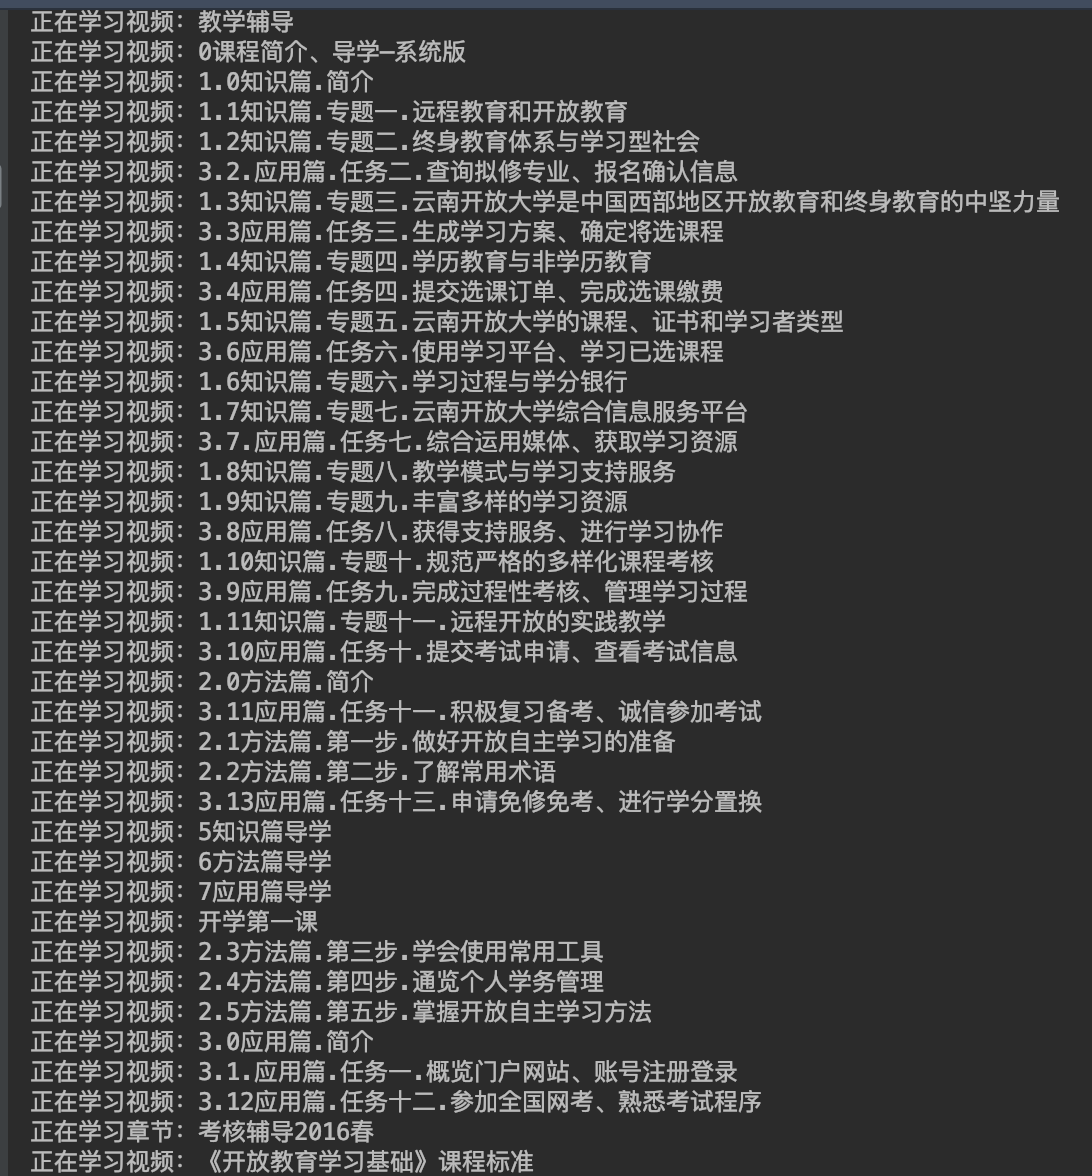 正在学习视频：教学辅导
正在学习视频：0课程简介、导学—系统版
正在学习视频：1.0知识篇.简介
正在学习视频：1.1知识篇.专题一.远程教育和开放教育
正在学习视频：1.2知识篇.专题二.终身教育体系与学习型社会
正在学习视频：3.2.应用篇.任务二.查询拟修专业、报名确认信息
正在学习视频：1.3知识篇.专题三.云南开放大学是中国西部地区开放教育和终身教育的中坚力量
正在学习视频：3.3应用篇.任务三.生成学习方案、确定将选课程
正在学习视频：1.4知识篇.专题四.学历教育与非学历教育
正在学习视频：3.4应用篇.任务四.提交选课订单、完成选课缴费
正在学习视频：1.5知识篇.专题五.云南开放大学的课程、证书和学习者类型
正在学习视频：3.6应用篇.任务六.使用学习平台、学习已选课程
正在学习视频：1.6知识篇.专题六.学习过程与学分银行
正在学习视频：1.7知识篇.专题七.云南开放大学综合信息服务平台
正在学习视频：3.7.应用篇.任务七.综合运用媒体、获取学习资源
正在学习视频：1.8知识篇.专题八.教学模式与学习支持服务
正在学习视频：1.9知识篇.专题九.丰富多样的学习资源
正在学习视频：3.8应用篇.任务八.获得支持服务、进行学习协作
正在学习视频：1.10知识篇.专题十.规范严格的多样化课程考核
正在学习视频：3.9应用篇.任务九.完成过程性考核、管理学习过程
正在学习视频：1.11知识篇.专题十一.远程开放的实践教学
正在学习视频：3.10应用篇.任务十.提交考试申请、查看考试信息
正在学习视频：2.0方法篇.简介
正在学习视频：3.11应用篇.任务十一.积极复习备考、诚信参加考试
正在学习视频：2.1方法篇.第一步.做好开放自主学习的准备
正在学习视频：2.2方法篇.第二步.了解常用术语
正在学习视频：3.13应用篇.任务十三.申请免修免考、进行学分置换
正在学习视频：5知识篇导学
正在学习视频：6方法篇导学
正在学习视频：7应用篇导学
正在学习视频：开学第一课
正在学习视频：2.3方法篇.第三步.学会使用常用工具
正在学习视频：2.4方法篇.第四步.通览个人学务管理
正在学习视频：2.5方法篇.第五步.掌握开放自主学习方法
正在学习视频：3.0应用篇.简介
正在学习视频：3.1.应用篇.任务一.概览门户网站、账号注册登录
正在学习视频：3.12应用篇.任务十二.参加全国网考、熟悉考试程序
正在学习章节：考核辅导2016春
正在学习视频：《开放教育学习基础》课程标准